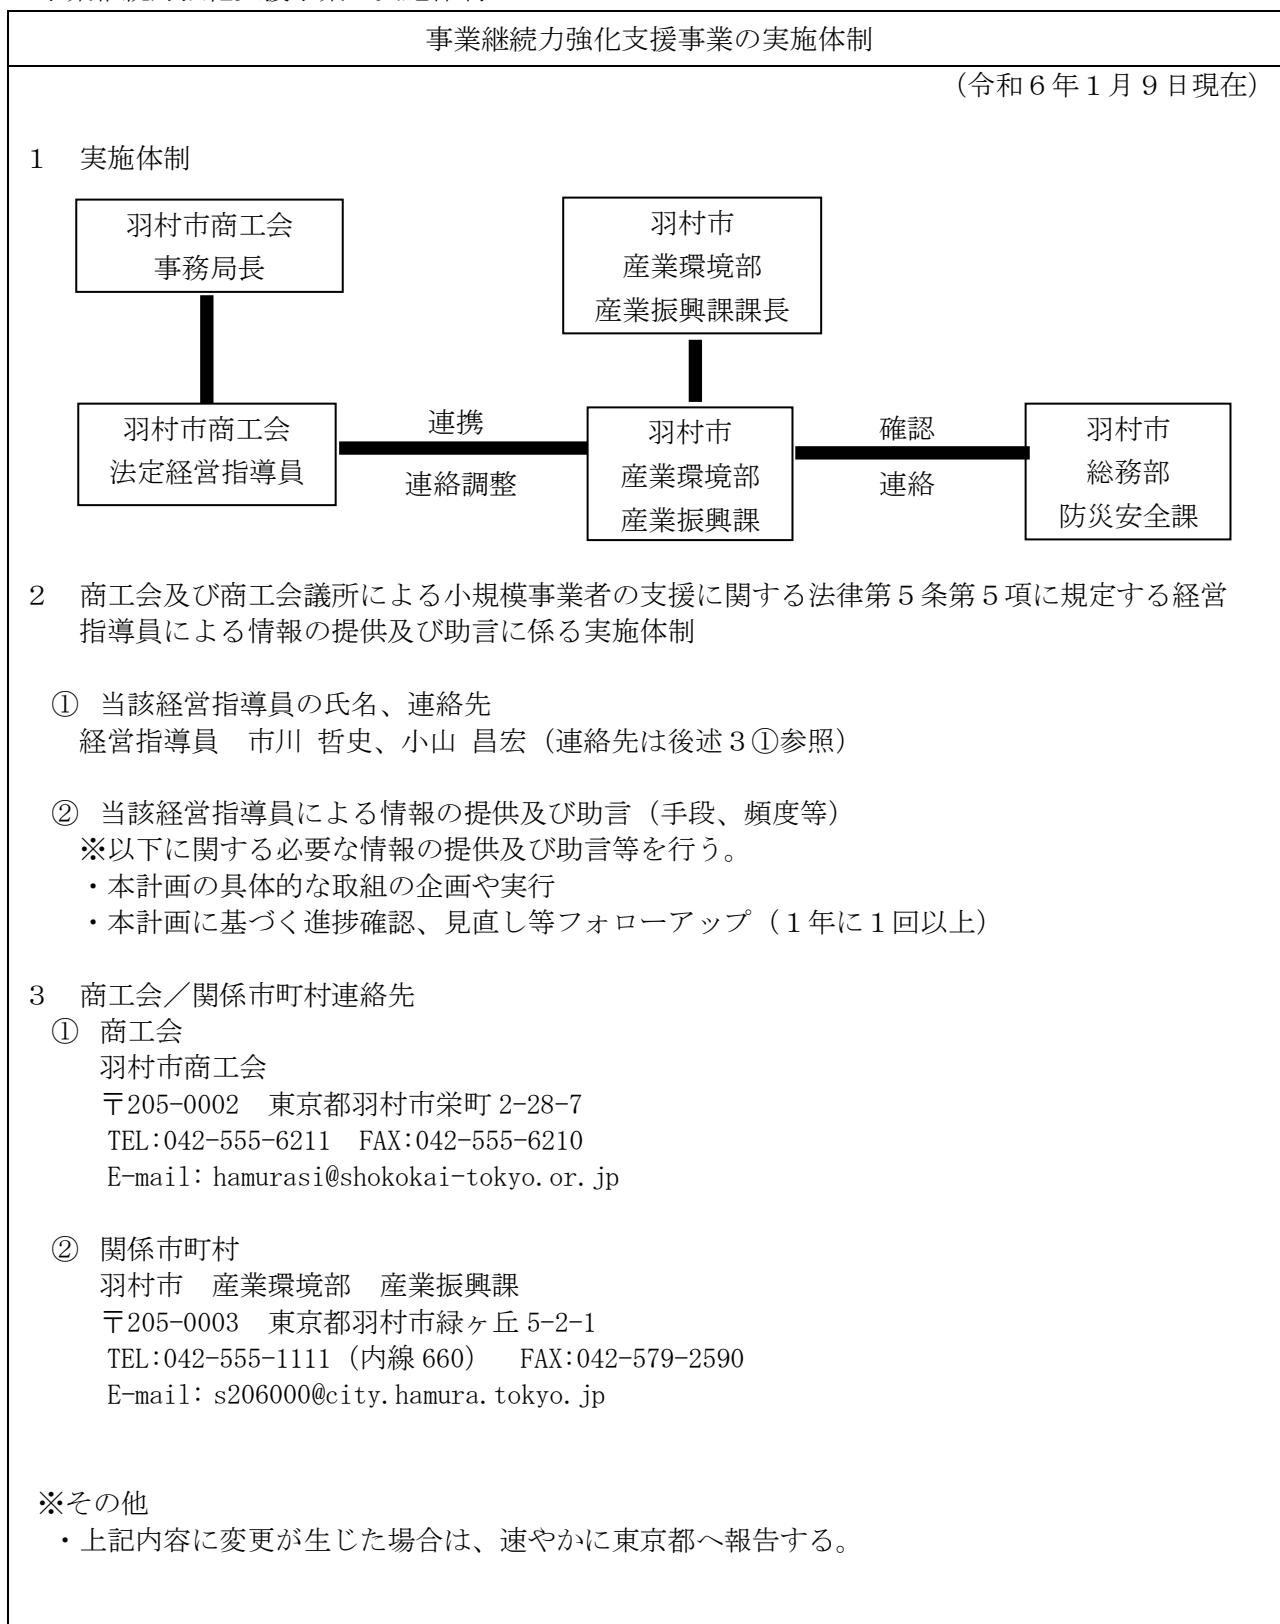 事業継続力強化支援事業の実施体制
（令和６年１月９日現在）
１　実施体制
羽村市商工会
事務局長
羽村市
産業環境部
産業振興課課長
羽村市商工会
法定経営指導員
連携
連絡調整
羽村市
産業環境部
産業振興課
確認
連絡
羽村市
総務部
防災安全課
２　商工会及び商工会議所による小規模事業者の支援に関する法律第５条第５項に規定する経営
指導員による情報の提供及び助言に係る実施体制
① 当該経営指導員の氏名、連絡先
経営指導員　市川 哲史、小山 昌宏（連絡先は後述３①参照）
② 当該経営指導員による情報の提供及び助言（手段、頻度等）
※以下に関する必要な情報の提供及び助言等を行う。
・本計画の具体的な取組の企画や実行
・本計画に基づく進捗確認、見直し等フォローアップ（１年に１回以上）
３　商工会／関係市町村連絡先
① 商工会
羽村市商工会
〒205-0002　東京都羽村市栄町 2-28-7
TEL:042-555-6211　FAX:042-555-6210
E-mail: hamurasi@shokokai-tokyo.or.jp
② 関係市町村
羽村市　産業環境部　産業振興課
〒205-0003　東京都羽村市緑ヶ丘 5-2-1
TEL:042-555-1111（内線 660）　FAX:042-579-2590
E-mail: s206000@city.hamura.tokyo.jp
※その他
・上記内容に変更が生じた場合は、速やかに東京都へ報告する。